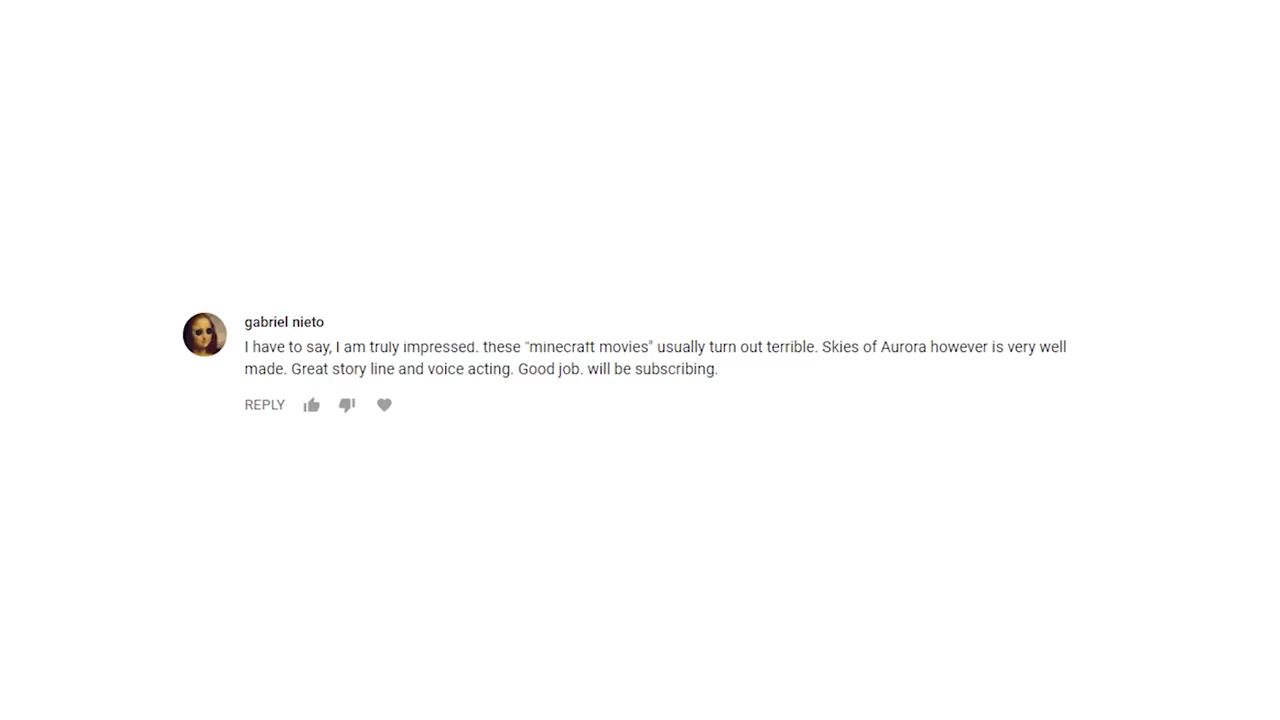 gabriel nieto
I have to say, I am truly impressed. these "minecraft movies" usually turn out terrible. Skies of Aurora however is very well
made. Great story line and voice acting. Good job. will be subscribing.
REPLY